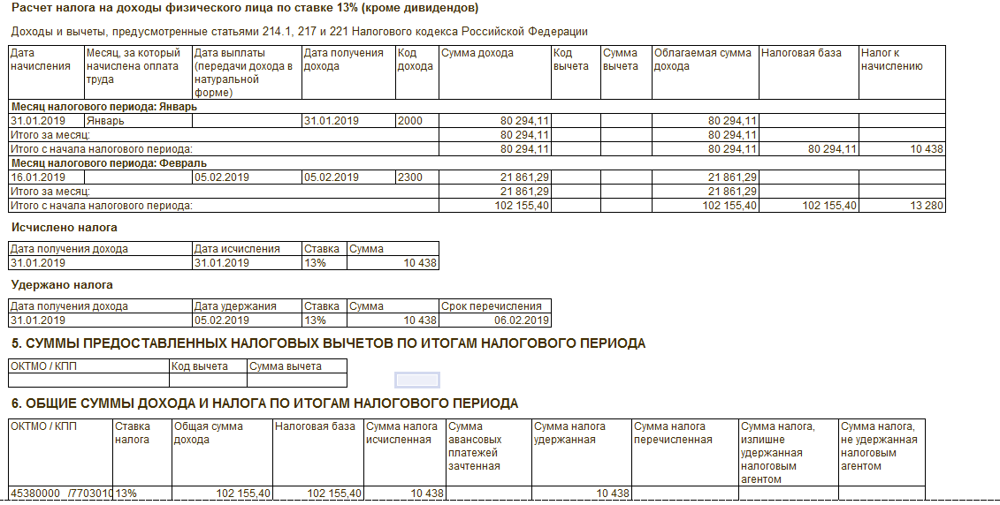 Расчет налога на доходы физического лица по ставке 13% (кроме дивидендов)
Доходы и вычеты, предусмотренные статьями 214.1, 217 и 221 Налогового кодекса Российской Федерации
Дата начисления Месяц, за который начислена оплата труда Дата выплаты (передачи дохода в натуральной форме) Дата получения дохода Код дохода Сумма дохода Код вычета Сумма вычета Облагаемая сумма дохода Налоговая база Налог к начислению
Месяц налогового периода: Январь
31.01.2019 Январь 31.01.2019 2000 80 294,11 80 294,11
Итого за месяц: 80 294,11 80 294,11
Итого с начала налогового периода: 80 294,11 80 294,11 80 294,11 10 438
Месяц налогового периода: Февраль
16.01.2019 05.02.2019 05.02.2019 2300 21 861,29 21 861,29
Итого за месяц: 21 861,29 21 861,29
Итого с начала налогового периода: 102 155,40 102 155,40 102 155,40 13 280
Исчислено налога
Дата получения дохода Дата исчисления Ставка Сумма
31.01.2019 31.01.2019 13% 10 438
Удержано налога
Дата получения дохода Дата удержания Ставка Сумма Срок перечисления
31.01.2019 05.02.2019 13% 10 438 06.02.2019
5. СУММЫ ПРЕДОСТАВЛЕННЫХ НАЛОГОВЫХ ВЫЧЕТОВ ПО ИТОГАМ НАЛОГОВОГО ПЕРИОДА
ОКТМО / КПП Код вычета Сумма вычета
6. ОБЩИЕ СУММЫ ДОХОДА И НАЛОГА ПО ИТОГАМ НАЛОГОВОГО ПЕРИОДА
ОКТМО / КПП Ставка налога Общая сумма дохода Налоговая база Сумма налога исчисленная Сумма авансовых платежей зачтенная Сумма налога удержанная Сумма налога перечисленная Сумма налога, излишне удержанная налоговым агентом Сумма налога, не удержанная налоговым агентом
45380000 /7703010 13% 102 155,40 102 155,40 10 438 10 438